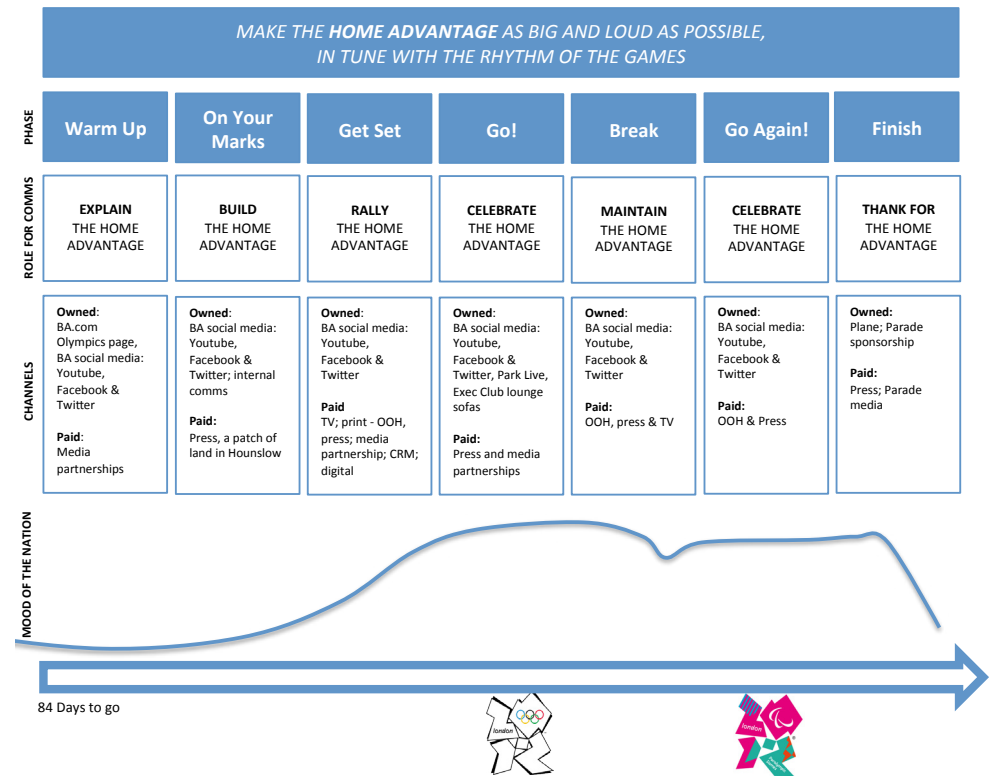 MAKE THE HOME ADVANTAGE AS BIG AND LOUD AS POSSIBLE,
IN TUNE WITH THE RHYTHM OF THE GAMES
PHASE
Warm Up
On Your
Marks
Get Set
Go!
Break
Go Again!
Finish
ROLE FOR COMMS
EXPLAIN
THE HOME
ADVANTAGE
BUILD
THE HOME
ADVANTAGE
RALLY
THE HOME
ADVANTAGE
CELEBRATE
THE HOME
ADVANTAGE
MAINTAIN
THE HOME
ADVANTAGE
CELEBRATE
THE HOME
ADVANTAGE
THANK FOR
THE HOME
ADVANTAGE
CHANNELS
Owned:
BA.com
Olympics page,
BA social media:
Youtube,
Facebook &
Twitter
Paid:
Media
partnerships
Owned:
BA social media:
Youtube,
Facebook &
Twitter; internal
comms
Paid:
Press, a patch of
land in Hounslow
Owned:
BA social media:
Youtube,
Facebook &
Twitter
Paid
TV; print - OOH,
press; media
partnership; CRM;
digital
Owned:
BA social media:
Youtube,
Facebook &
Twitter, Park Live,
Exec Club lounge
sofas
Paid:
Press and media
partnerships
Owned:
BA social media:
Youtube,
Facebook &
Twitter
Paid:
OOH, press & TV
Owned:
BA social media:
Youtube,
Facebook &
Twitter
Paid:
OOH & Press
Owned:
Plane; Parade
sponsorship
Paid:
Press; Parade
media
MOOD OF THE NATION
84 Days to go
london
london